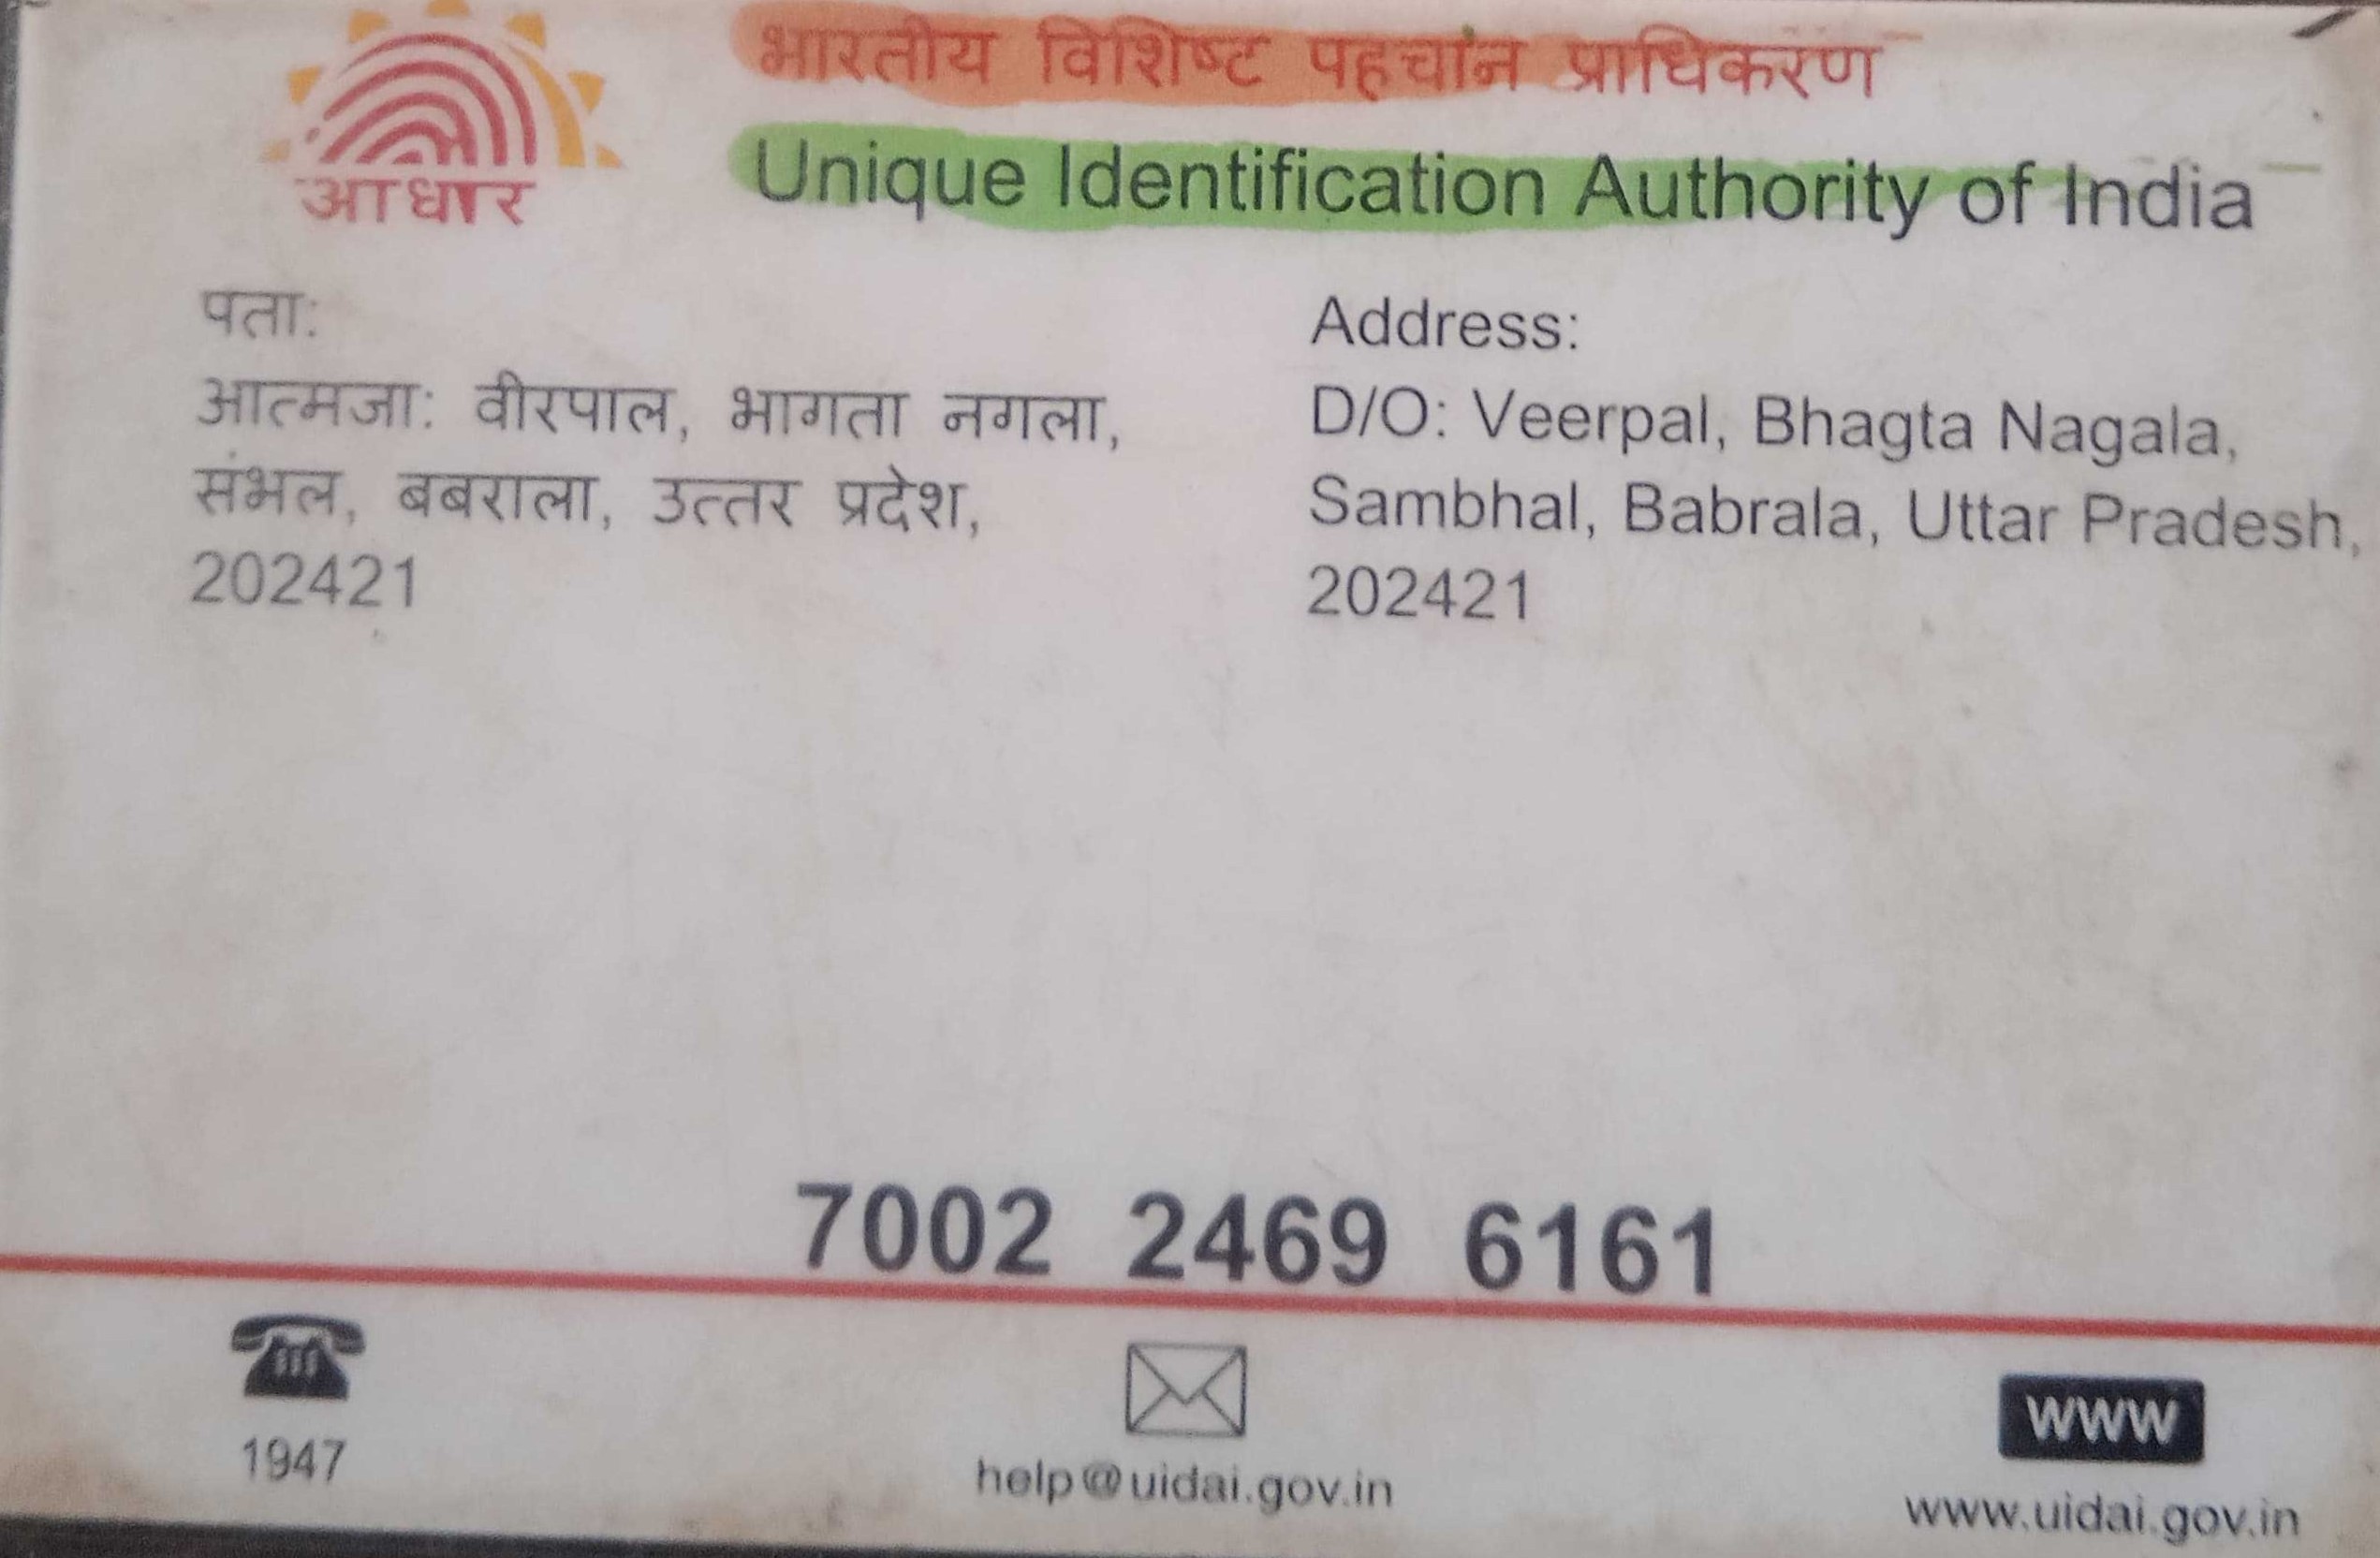 भारतीय विशिष्ट पहचान प्राधिकरण
आधार
Unique Identification Authority of India
पता:
आत्मजा: वीरपाल, भागता नगला,
संभल, बबराला, उत्तर प्रदेश,
202421
Address:
D/O: Veerpal, Bhagta Nagala,
Sambhal, Babrala, Uttar Pradesh,
202421
7002 2469 6161
1947
help@uidai.gov.in
WWW
www.uidai.gov.in